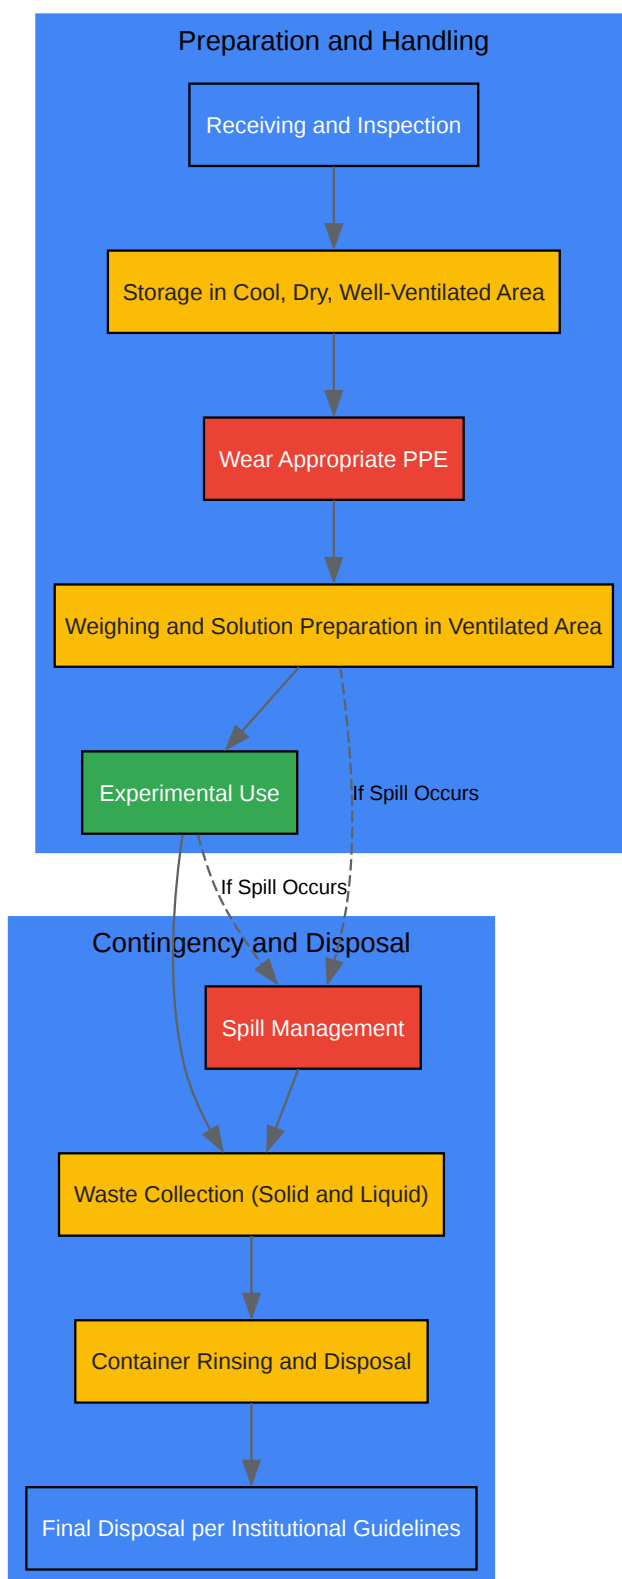 Preparation and Handling
Receiving and Inspection
Storage in Cool, Dry, Well-Ventilated Area
Wear Appropriate PPE
Weighing and Solution Preparation in Ventilated Area
Experimental Use
If Spill Occurs
If Spill Occurs
Contingency and Disposal
Spill Management
Waste Collection (Solid and Liquid)
Container Rinsing and Disposal
Final Disposal per Institutional Guidelines